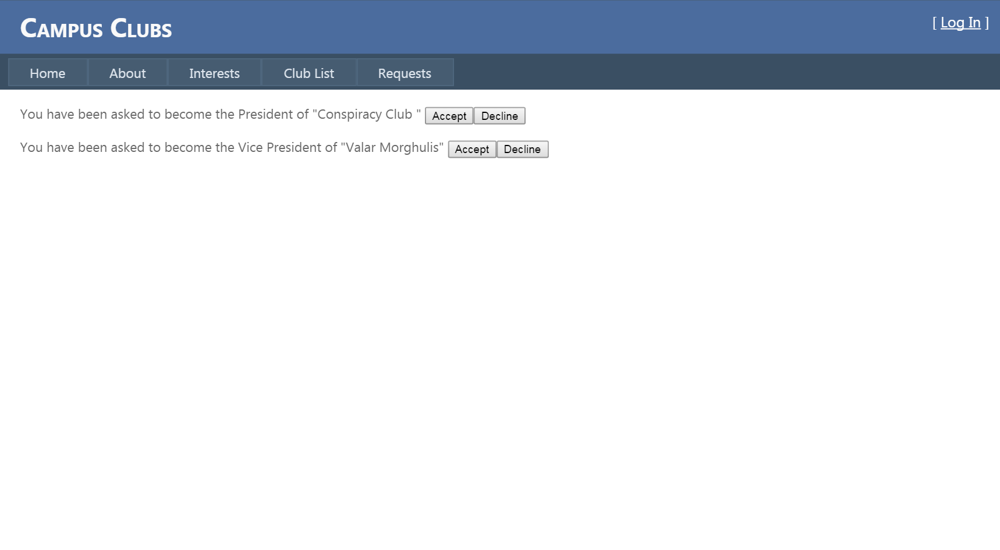 Campus Clubs
[ Log In ]
Home About Interests Club List Requests
You have been asked to become the President of "Conspiracy Club " Accept Decline
You have been asked to become the Vice President of "Valar Morghulis" Accept Decline